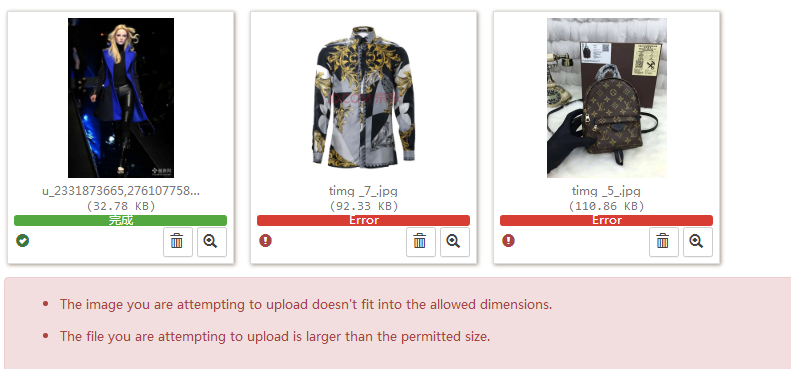 u_2331873665,276107758...
(32.78 KB)
完成
timg _7_.jpg
(92.33 KB)
Error
timg _5_.jpg
(110.86 KB)
Error
The image you are attempting to upload doesn't fit into the allowed dimensions.
The file you are attempting to upload is larger than the permitted size.